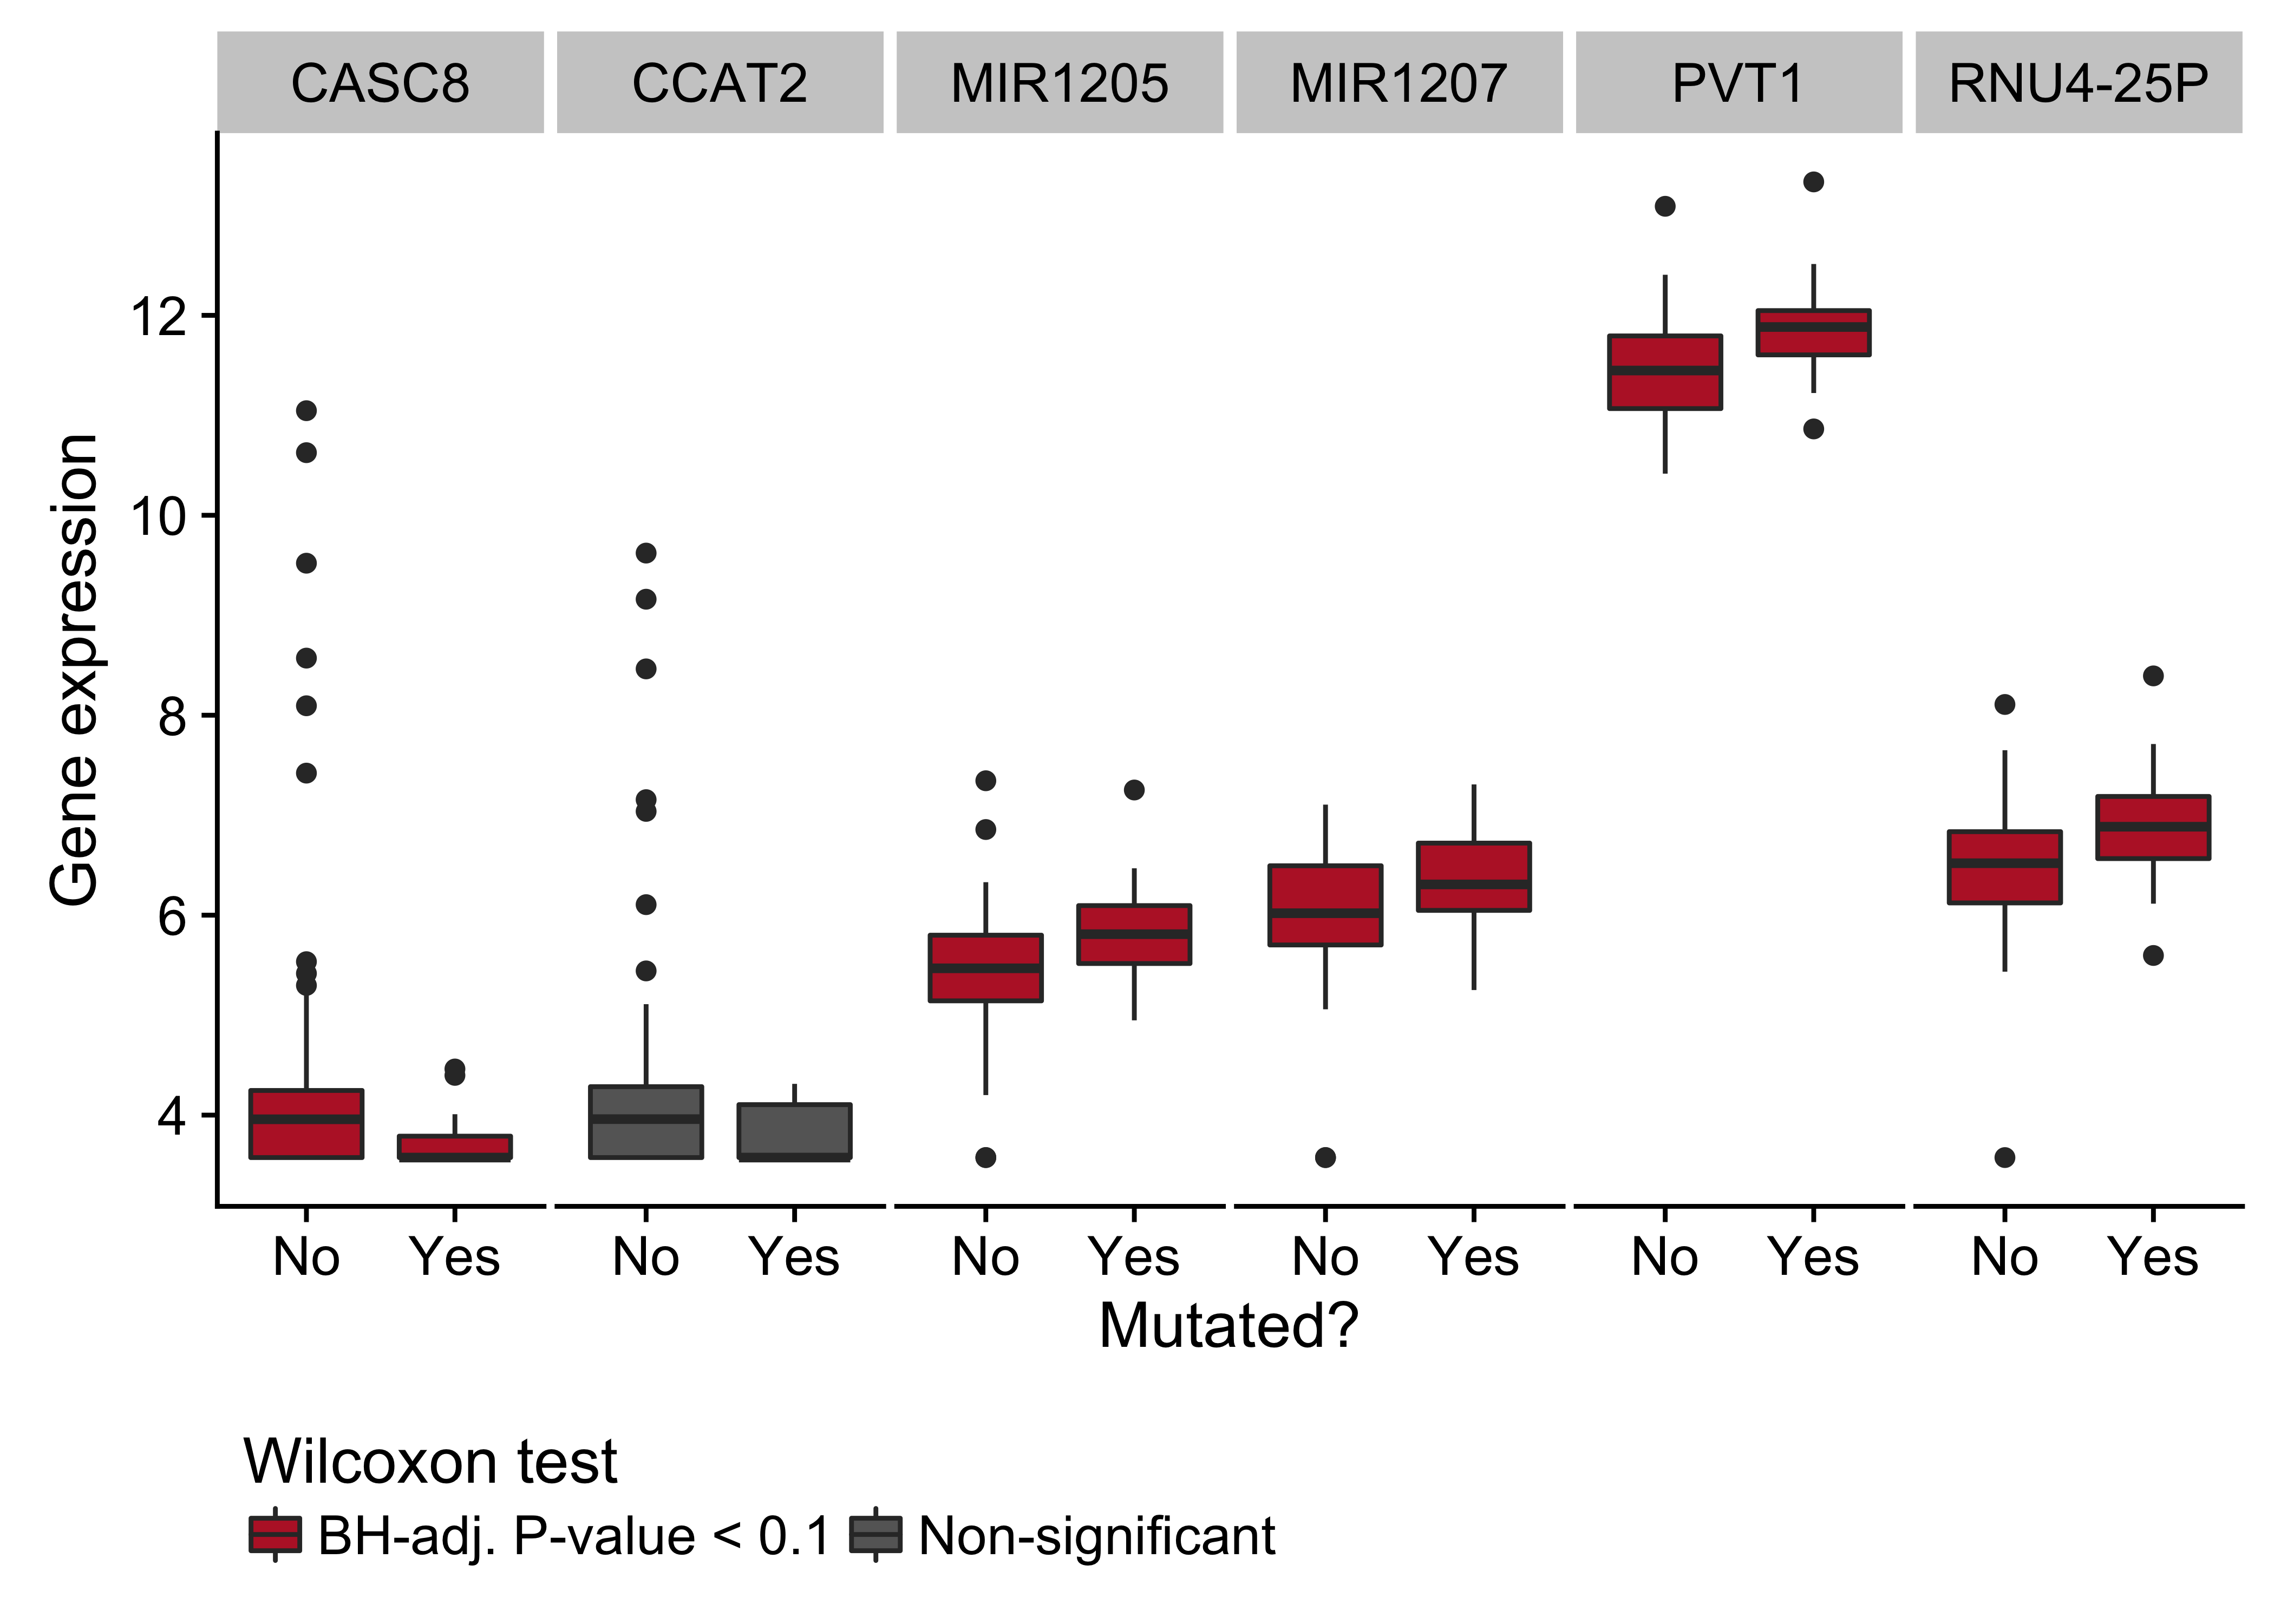 CASC8 CCAT2 MIR1205 MIR1207 PVT1 RNU4-25P
Gene expression
12
10
8
6
4
No Yes No Yes No Yes No Yes No Yes No Yes
Mutated?
Wilcoxon test
BH-adj. P-value < 0.1 Non-significant